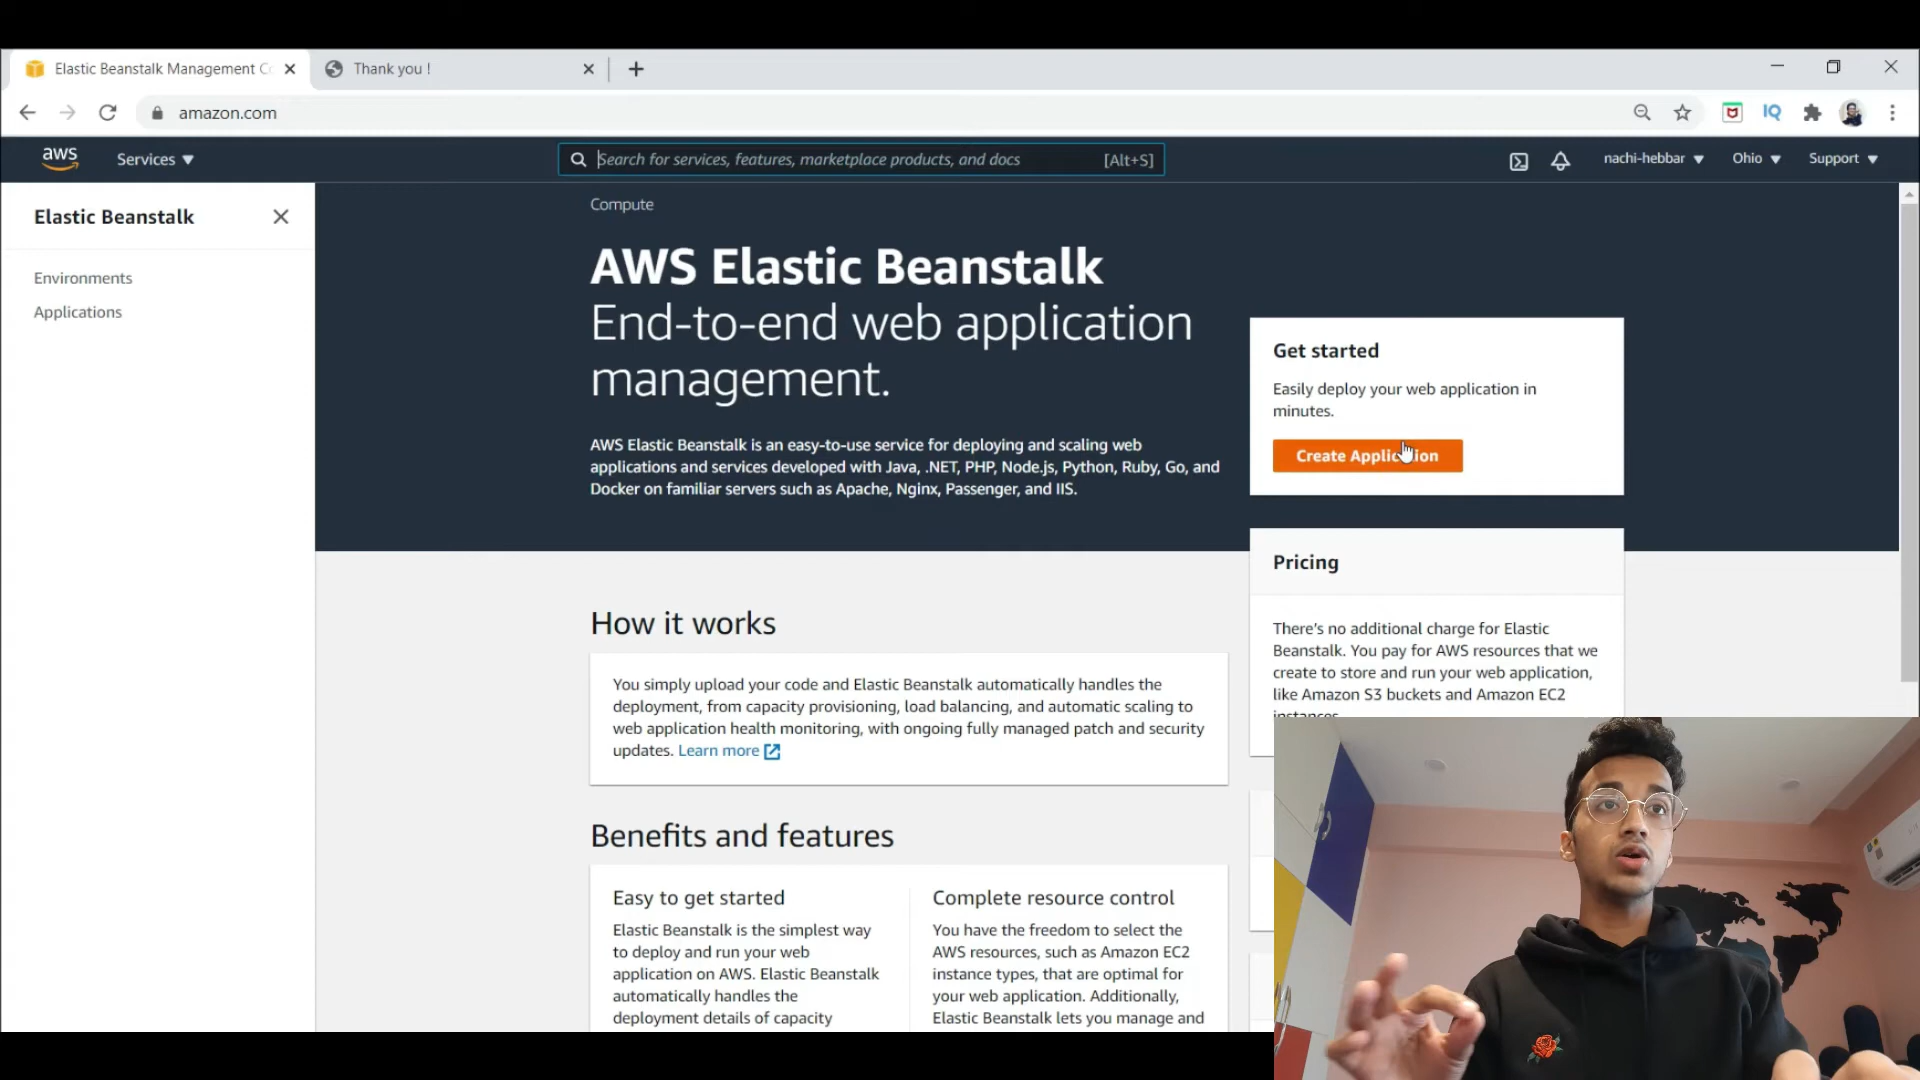 Elastic Beanstalk Management Co
Thank you !
amazon.com
IQ
aws
Services
Search for services, features, marketplace products, and docs
[Alt+S]
nachi-hebbar
Ohio
Support
Elastic Beanstalk
Environments
Applications
Compute
AWS Elastic Beanstalk
End-to-end web application
management.
AWS Elastic Beanstalk is an easy-to-use service for deploying and scaling web
applications and services developed with Java, .NET, PHP, Node.js, Python, Ruby, Go, and
Docker on familiar servers such as Apache, Nginx, Passenger, and IIS.
Get started
Easily deploy your web application in
minutes.
Create Application
Pricing
There's no additional charge for Elastic
Beanstalk. You pay for AWS resources that we
create to store and run your web application,
like Amazon S3 buckets and Amazon EC2
instances.
How it works
You simply upload your code and Elastic Beanstalk automatically handles the
deployment, from capacity provisioning, load balancing, and automatic scaling to
web application health monitoring, with ongoing fully managed patch and security
updates. Learn more
Benefits and features
Easy to get started
Elastic Beanstalk is the simplest way
to deploy and run your web
application on AWS. Elastic Beanstalk
automatically handles the
deployment details of capacity
Complete resource control
You have the freedom to select the
AWS resources, such as Amazon EC2
instance types, that are optimal for
your web application. Additionally,
Elastic Beanstalk lets you manage and